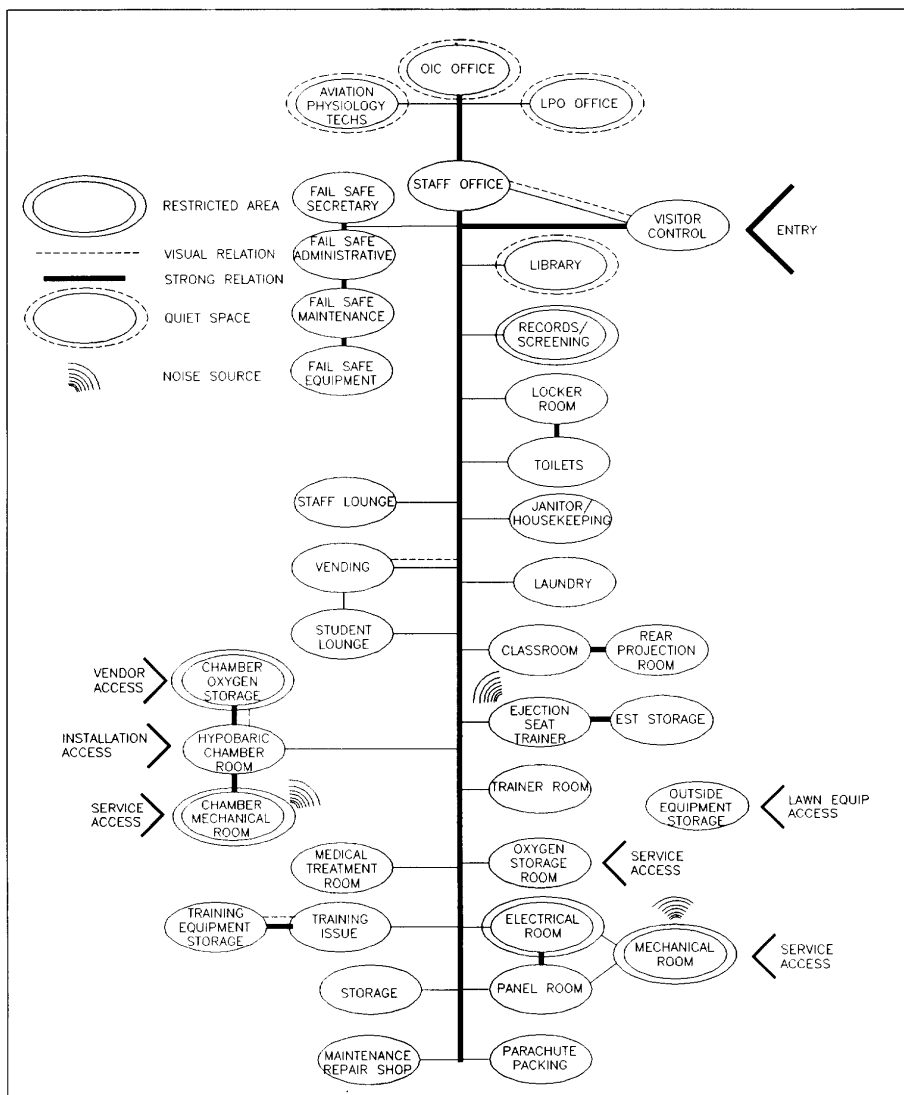 OIC OFFICE
AVIATION
PHYSIOLOGY
TECHS
LPO OFFICE
STAFF OFFICE
VISITOR
CONTROL
ENTRY
RESTRICTED AREA
VISUAL RELATION
STRONG RELATION
QUIET SPACE
NOISE SOURCE
FAIL SAFE
SECRETARY
FAIL SAFE
ADMINISTRATIVE
FAIL SAFE
MAINTENANCE
FAIL SAFE
EQUIPMENT
LIBRARY
RECORDS/
SCREENING
LOCKER
ROOM
TOILETS
STAFF LOUNGE
JANITOR/
HOUSEKEEPING
VENDING
LAUNDRY
STUDENT
LOUNGE
CLASSROOM
REAR
PROJECTION
ROOM
VENDOR
ACCESS
CHAMBER
OXYGEN
STORAGE
EJECTION
SEAT
TRAINER
EST STORAGE
INSTALLATION
ACCESS
HYPOBARIC
CHAMBER
ROOM
TRAINER ROOM
SERVICE
ACCESS
CHAMBER
MECHANICAL
ROOM
OUTSIDE
EQUIPMENT
STORAGE
LAWN EQUIP
ACCESS
MEDICAL
TREATMENT
ROOM
OXYGEN
STORAGE
ROOM
SERVICE
ACCESS
TRAINING
EQUIPMENT
STORAGE
TRAINING
ISSUE
ELECTRICAL
ROOM
MECHANICAL
ROOM
SERVICE
ACCESS
STORAGE
PANEL ROOM
MAINTENANCE
REPAIR SHOP
PARACHUTE
PACKING